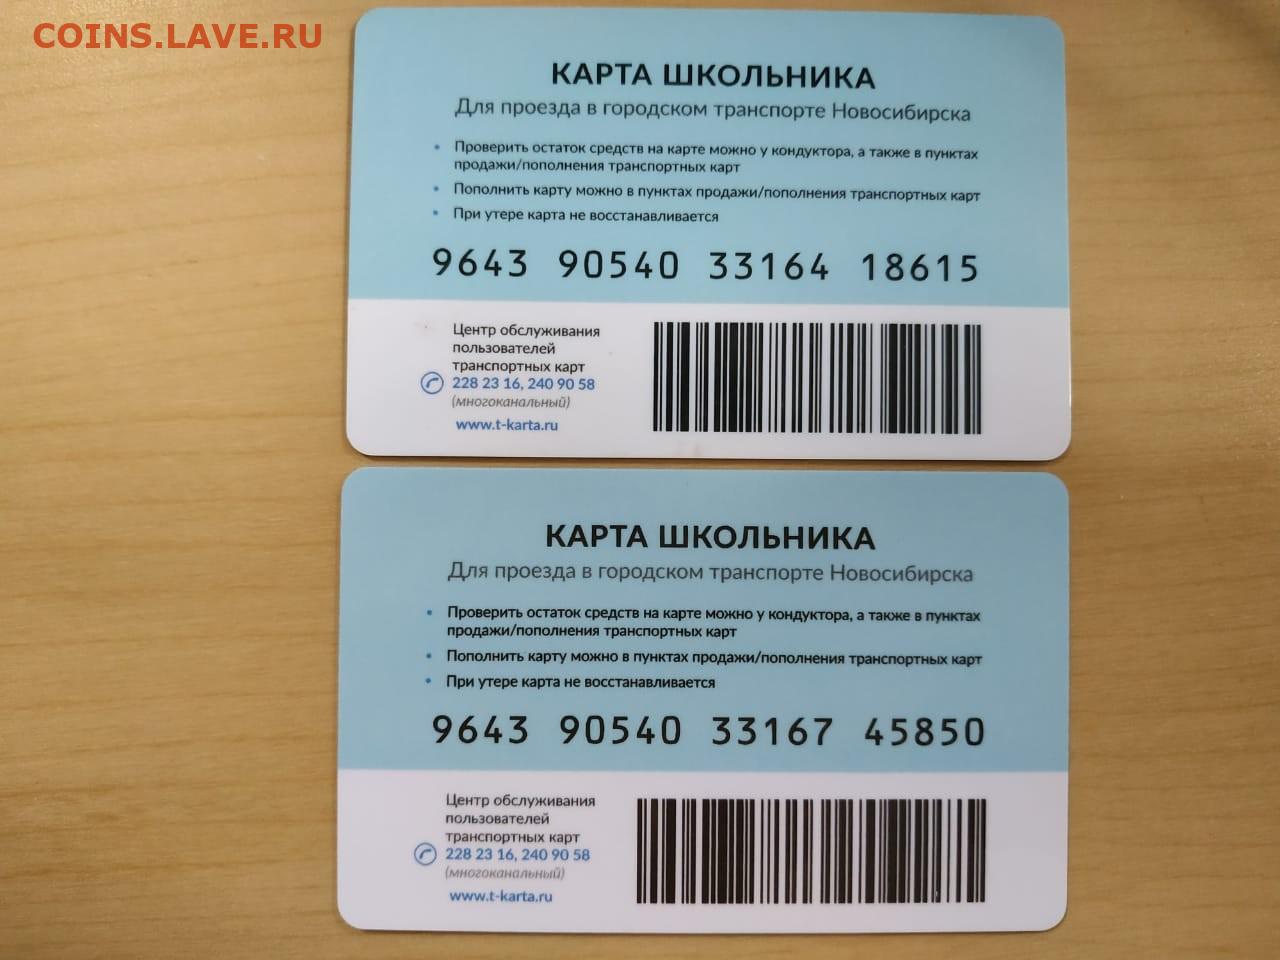 COINS.LAVE.RU
КАРТА ШКОЛЬНИКА
Для проезда в городском транспорте Новосибирска
• Проверить остаток средств на карте можно у кондуктора, а также в пунктах
продажи/пополнения транспортных карт
• Пополнить карту можно в пунктах продажи/пополнения транспортных карт
• При утере карта не восстанавливается
9643 90540 33164 18615
Центр обслуживания
пользователей
транспортных карт
228 23 16, 240 90 58
(многоканальный)
www.t-karta.ru
КАРТА ШКОЛЬНИКА
Для проезда в городском транспорте Новосибирска
• Проверить остаток средств на карте можно у кондуктора, а также в пунктах
продажи/пополнения транспортных карт
• Пополнить карту можно в пунктах продажи/пополнения транспортных карт
• При утере карта не восстанавливается
9643 90540 33167 45850
Центр обслуживания
пользователей
транспортных карт
228 23 16, 240 90 58
(многоканальный)
www.t-karta.ru